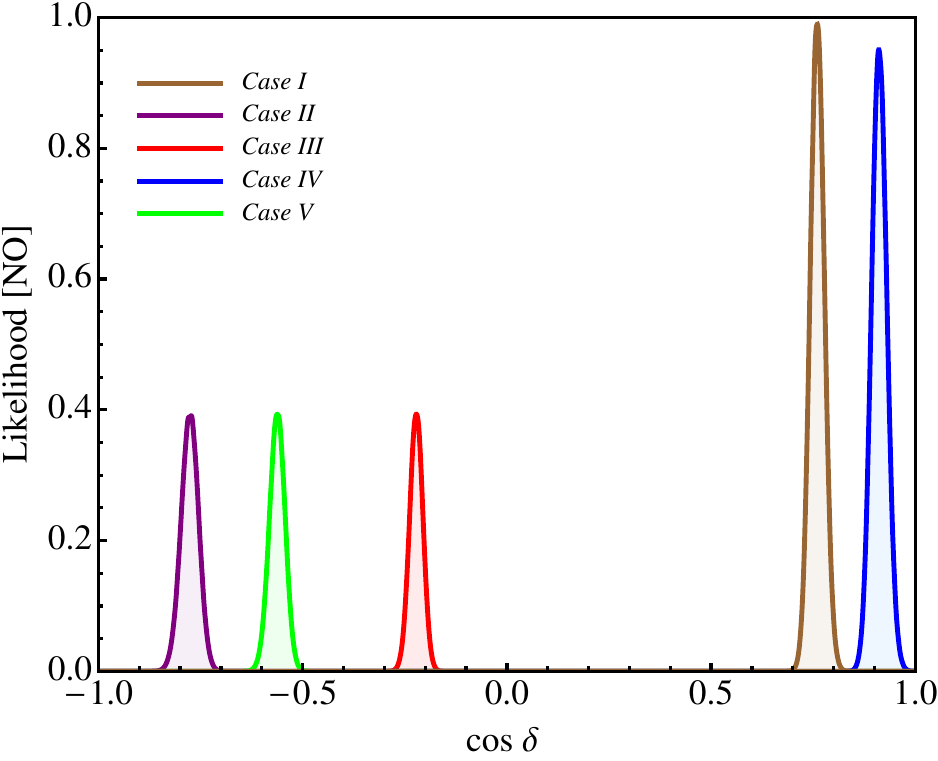 Likelihood [NO]
1.0
0.8
0.6
0.4
0.2
0.0
Case I
Case II
Case III
Case IV
Case V
−1.0 −0.5 0.0 0.5 1.0
cos δ